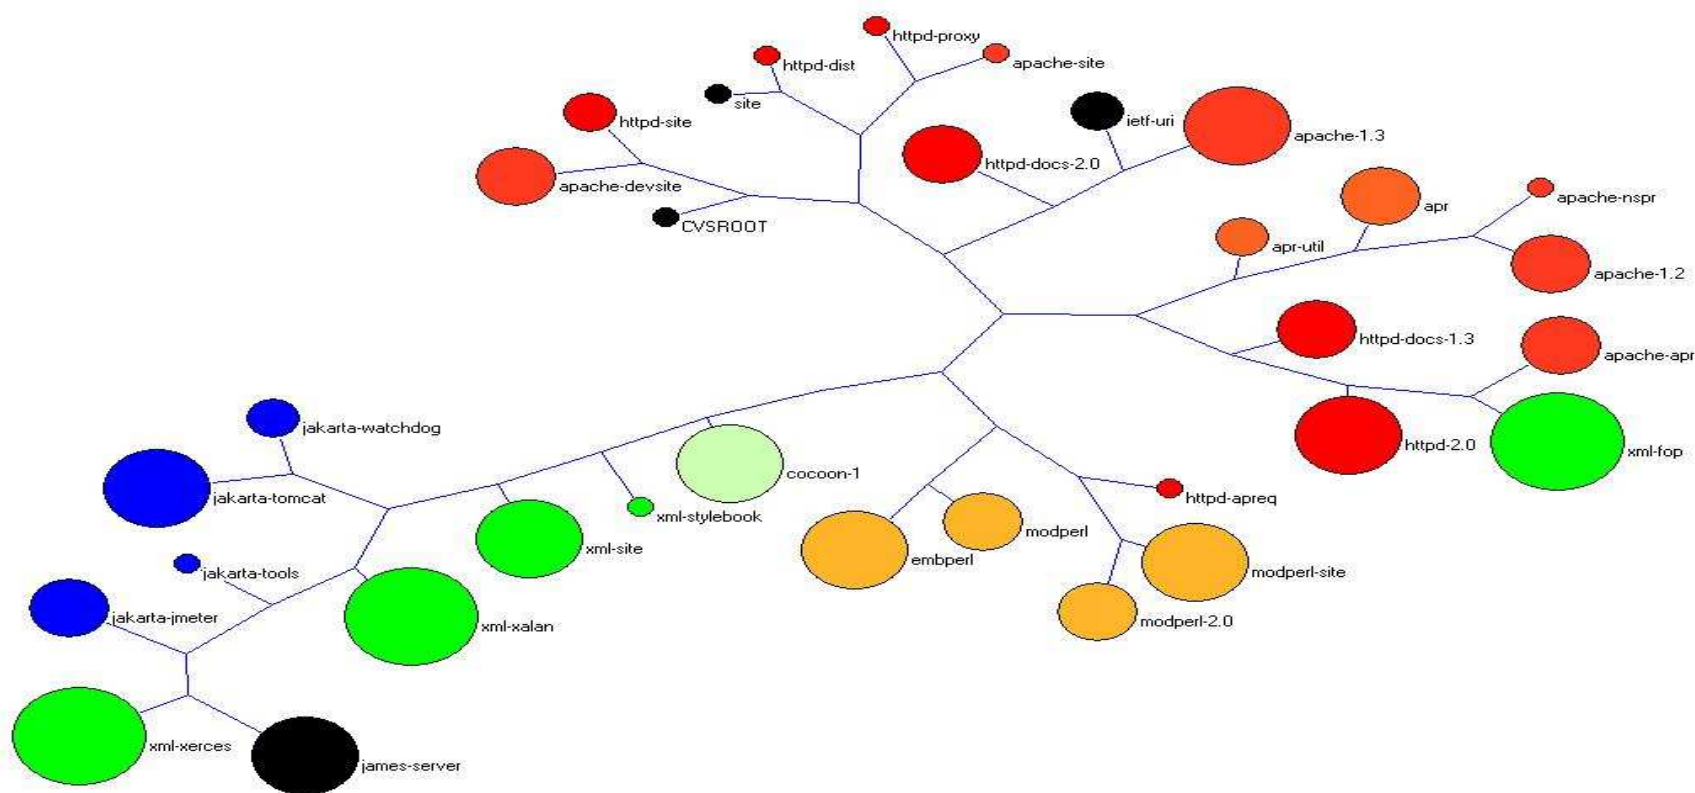 httpd-proxy
apache-site
httpd-dist
site
httpd-site
ietf-uri
apache-1.3
httpd-docs-2.0
apache-devsite
CVSROOT
apr
apache-nspr
apr-util
apache-1.2
httpd-docs-1.3
apache-apr
jakarta-watchdog
httpd-2.0
xml-fop
cocoon-1
jakarta-tomcat
httpd-apreq
xml-stylebook
modperl
xml-site
embperl
jakarta-tools
modperl-site
jakarta-jmeter
modperl-2.0
xml-xalan
xml-xerces
james-server